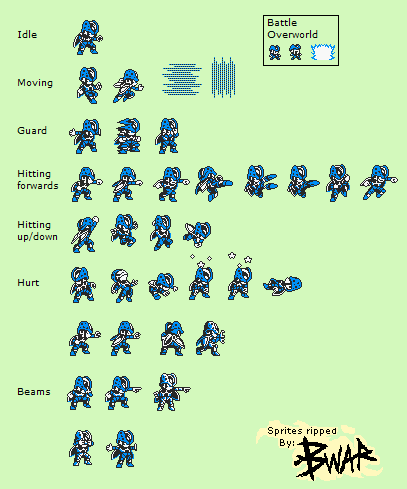 Idle
Battle
Overworld
Moving
Guard
Hitting
forwards
Hitting
up/down
Hurt
Beams
Sprites ripped
By:
BWAR